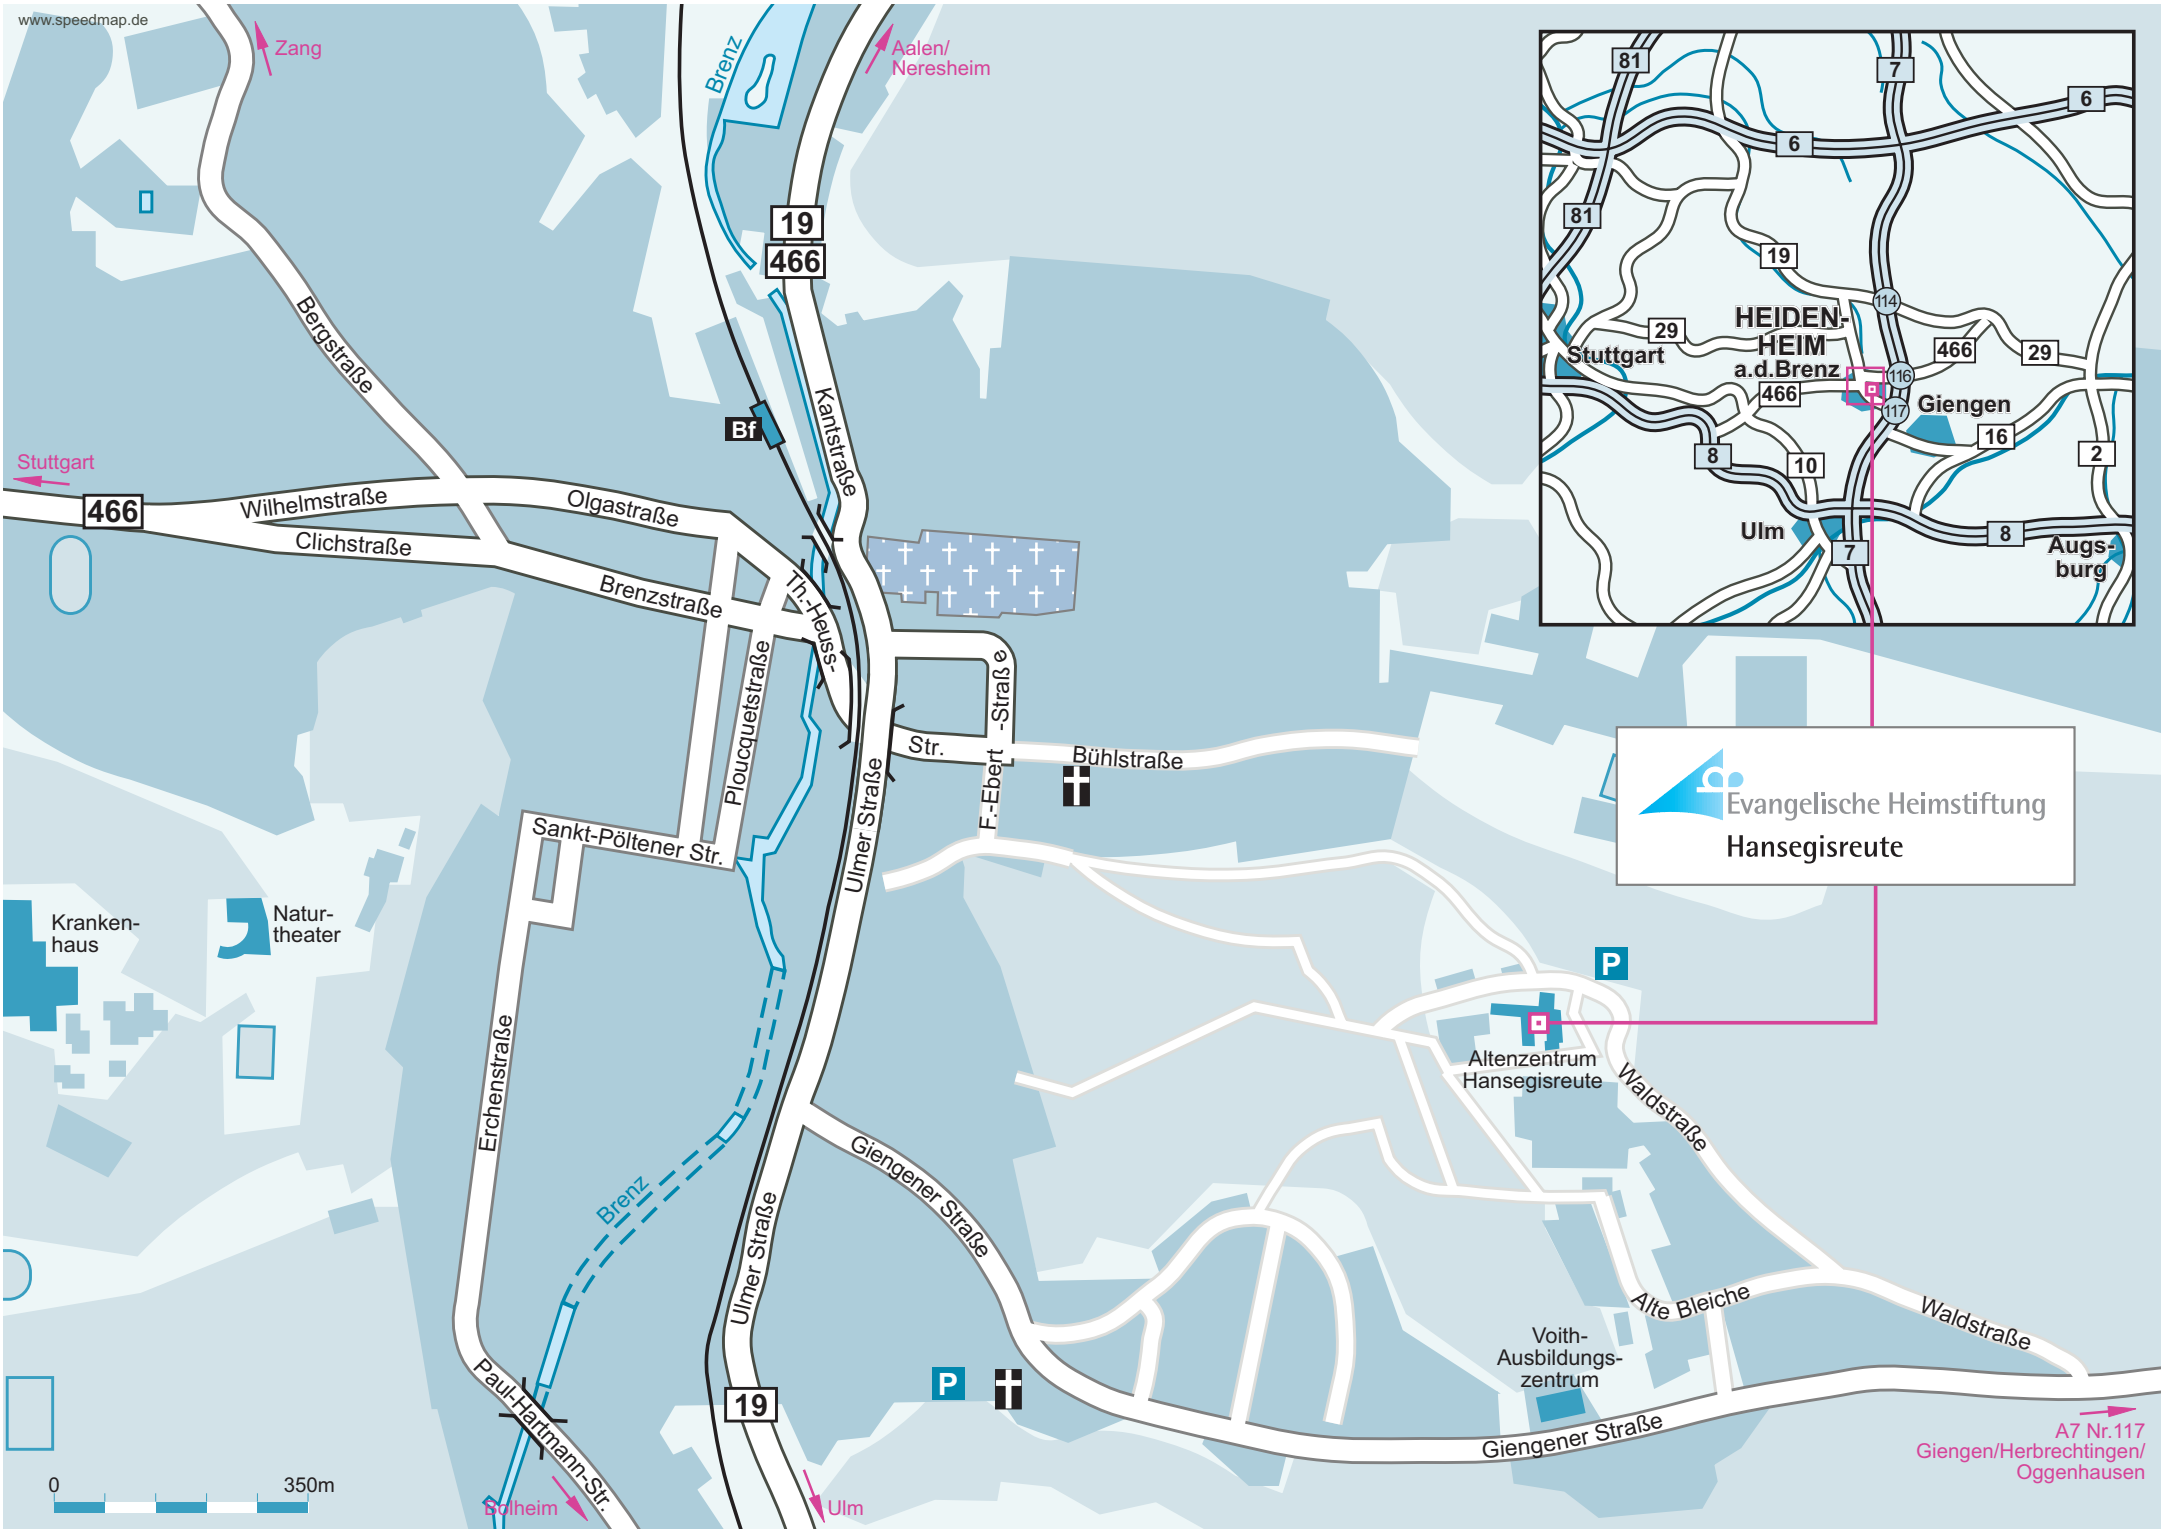 www.speedmap.de
Zang
Brenz
Aalen/
Neresheim
19
466
Bergstraße
Kantstraße
Bf
Stuttgart
466
Wilhelmstraße
Olgastraße
Clichstraße
Brenzstraße
Th.-Heuss-
Str.
Ploucquetstraße
F.-Ebert
-Straße
Bühlstraße
Ulmer Straße
Sankt-Pöltener Str.
Kranken-
haus
Natur-
theater
Erchenstraße
Brenz
Ulmer Straße
Giengener Straße
P
Altenzentrum
Hansegisreute
Waldstraße
Alte Bleiche
Waldstraße
Voith-
Ausbildungs-
zentrum
Giengener Straße
P
19
Paul-Hartmann-Str.
Bolheim
Ulm
A7 Nr.117
Giengen/Herbrechtingen/
Oggenhausen
0
350m
Evangelische Heimstiftung
Hansegisreute
81
7
6
6
81
19
114
HEIDEN-
HEIM
a.d.Brenz
29
466
29
Stuttgart
116
466
117
Giengen
16
2
8
10
Ulm
7
8
Augs-
burg